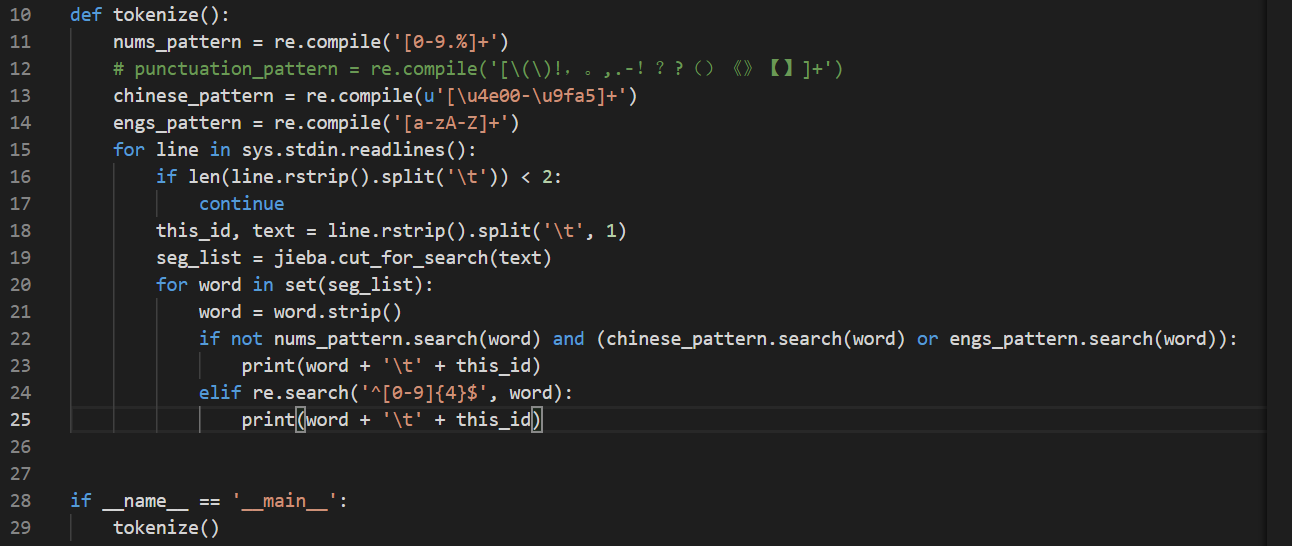 10 def tokenize():
11     nums_pattern = re.compile('[0-9.%]+')
12     # punctuation_pattern = re.compile('[\(\)!，。,.-！？?（）《》【】]+')
13     chinese_pattern = re.compile(u'[\u4e00-\u9fa5]+')
14     engs_pattern = re.compile('[a-zA-Z]+')
15     for line in sys.stdin.readlines():
16         if len(line.rstrip().split('\t')) < 2:
17             continue
18         this_id, text = line.rstrip().split('\t', 1)
19         seg_list = jieba.cut_for_search(text)
20         for word in set(seg_list):
21             word = word.strip()
22             if not nums_pattern.search(word) and (chinese_pattern.search(word) or engs_pattern.search(word)):
23                 print(word + '\t' + this_id)
24             elif re.search('^[0-9]{4}$', word):
25                 print(word + '\t' + this_id)
26
27
28 if __name__ == '__main__':
29     tokenize()